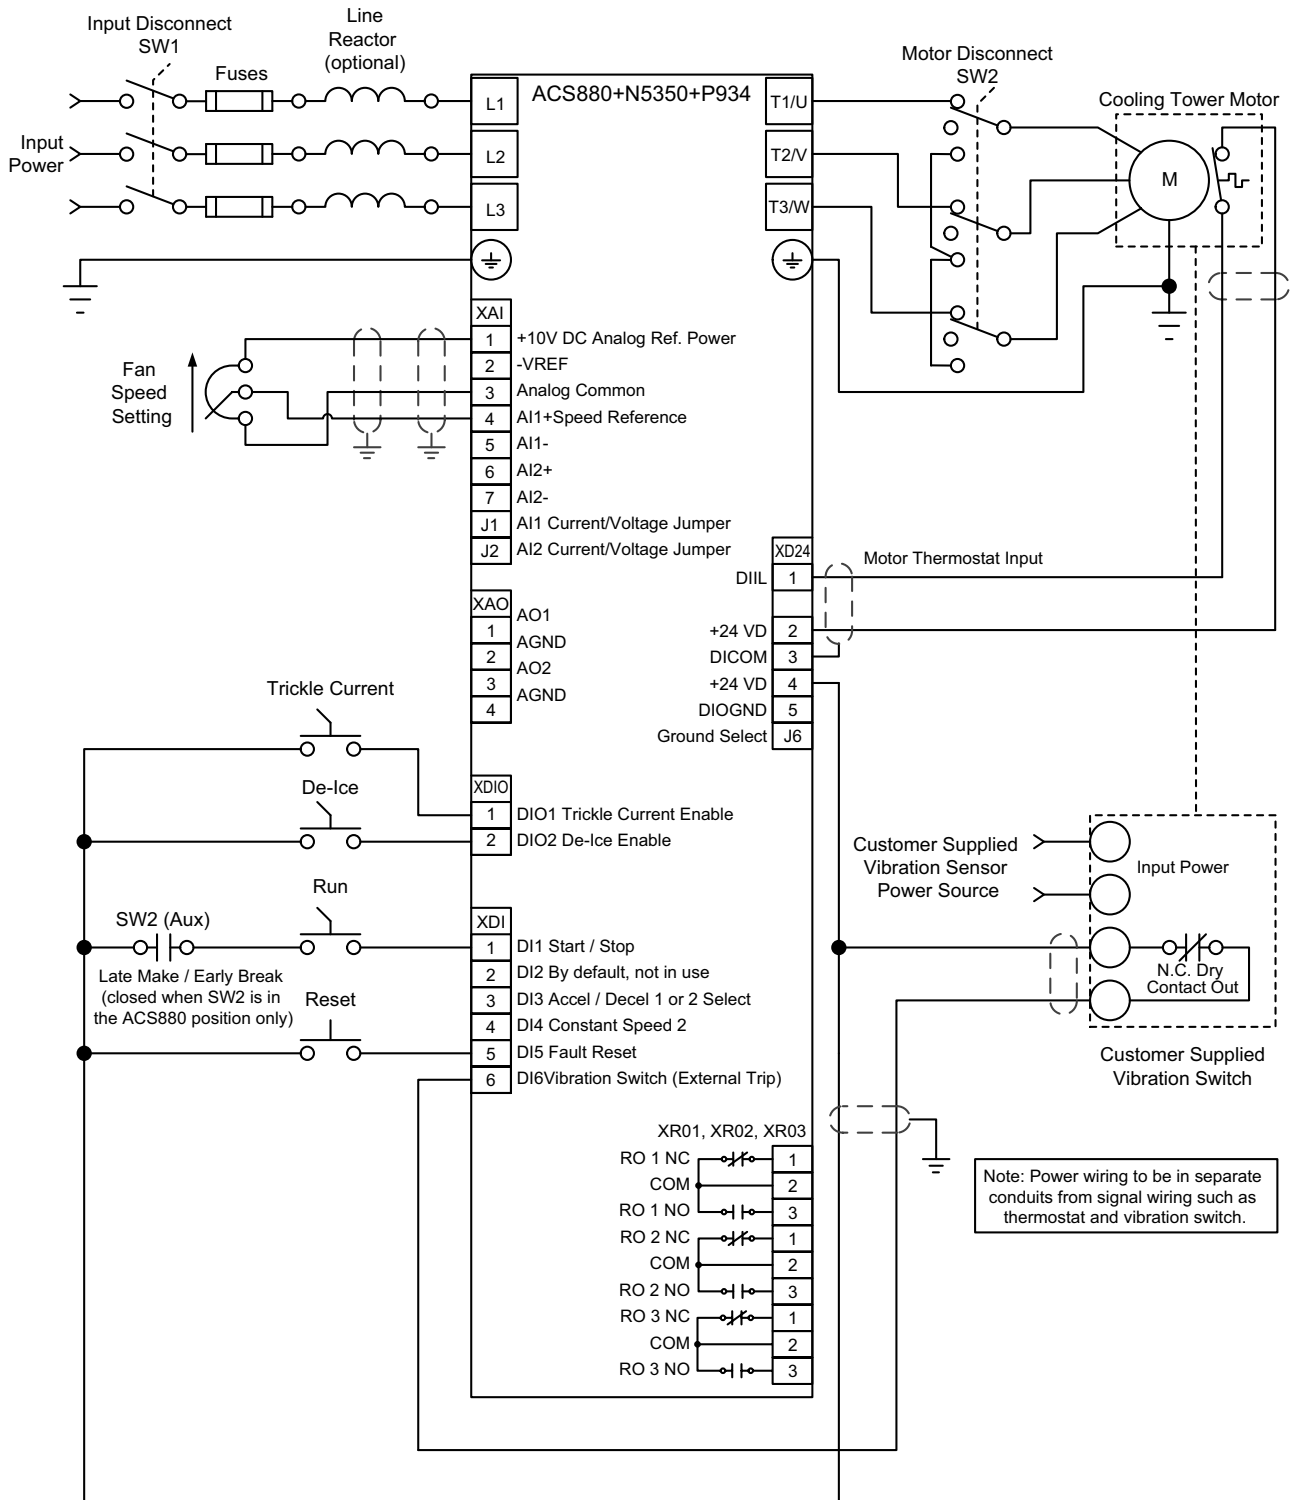 Input Disconnect
SW1
Line
Reactor
(optional)
Fuses
Input
Power
L1
L2
L3
ACS880+N5350+P934
T1/U
T2/V
T3/W
Motor Disconnect
SW2
Cooling Tower Motor
M
Fan
Speed
Setting
XAI
1 +10V DC Analog Ref. Power
2 -VREF
3 Analog Common
4 AI1+Speed Reference
5 AI1-
6 AI2+
7 AI2-
J1 AI1 Current/Voltage Jumper
J2 AI2 Current/Voltage Jumper
XD24
Motor Thermostat Input
DIIL 1
+24 VD 2
DICOM 3
+24 VD 4
DIOGND 5
Ground Select J6
XAO
AO1
1
AGND
2
AO2
3
AGND
4
Trickle Current
De-Ice
XDIO
1 DIO1 Trickle Current Enable
2 DIO2 De-Ice Enable
Run
SW2 (Aux)
Late Make / Early Break
(closed when SW2 is in
the ACS880 position only)
Reset
XDI
1 DI1 Start / Stop
2 DI2 By default, not in use
3 DI3 Accel / Decel 1 or 2 Select
4 DI4 Constant Speed 2
5 DI5 Fault Reset
6 DI6Vibration Switch (External Trip)
Customer Supplied
Vibration Sensor
Power Source
Input Power
N.C. Dry
Contact Out
Customer Supplied
Vibration Switch
XR01, XR02, XR03
RO 1 NC 1
COM 2
RO 1 NO 3
RO 2 NC 1
COM 2
RO 2 NO 3
RO 3 NC 1
COM 2
RO 3 NO 3
Note: Power wiring to be in separate
conduits from signal wiring such as
thermostat and vibration switch.